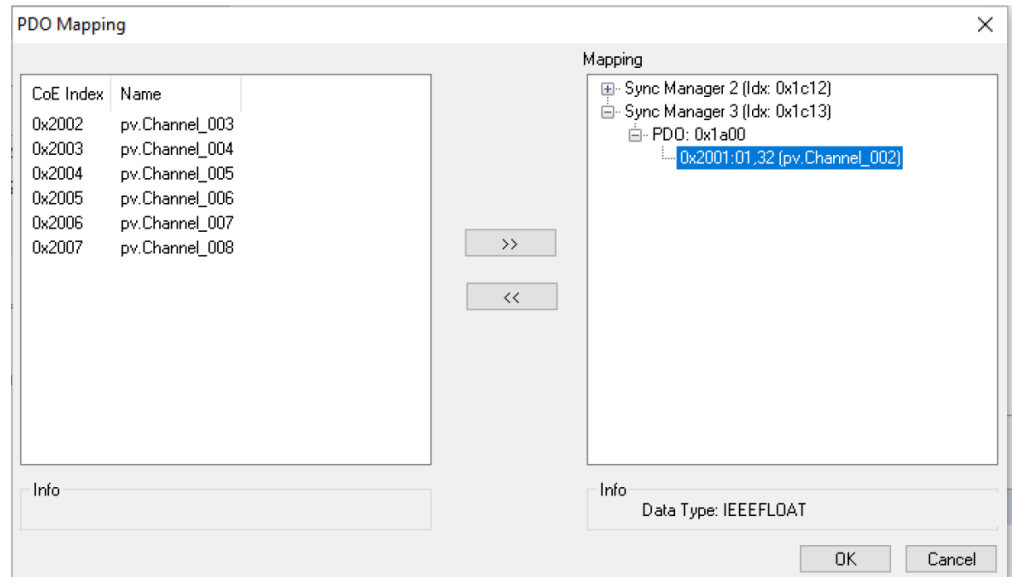 PDO Mapping
Mapping
CoE Index Name
0x2002 pv.Channel_003
0x2003 pv.Channel_004
0x2004 pv.Channel_005
0x2005 pv.Channel_006
0x2006 pv.Channel_007
0x2007 pv.Channel_008
>>
<<
Sync Manager 2 (Idx: 0x1c12)
Sync Manager 3 (Idx: 0x1c13)
PDO: 0x1a00
0x2001:01,32 (pv.Channel_002)
Info
Info
Data Type: IEEEFLOAT
OK Cancel